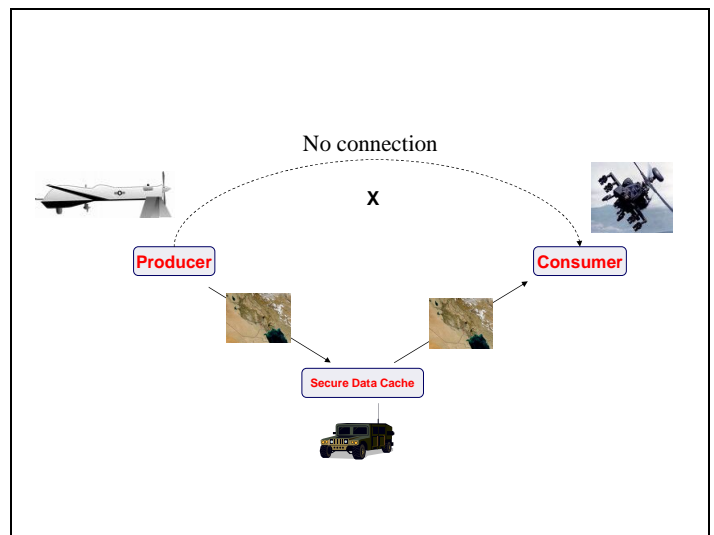 No connection
X
Producer
Consumer
Secure Data Cache